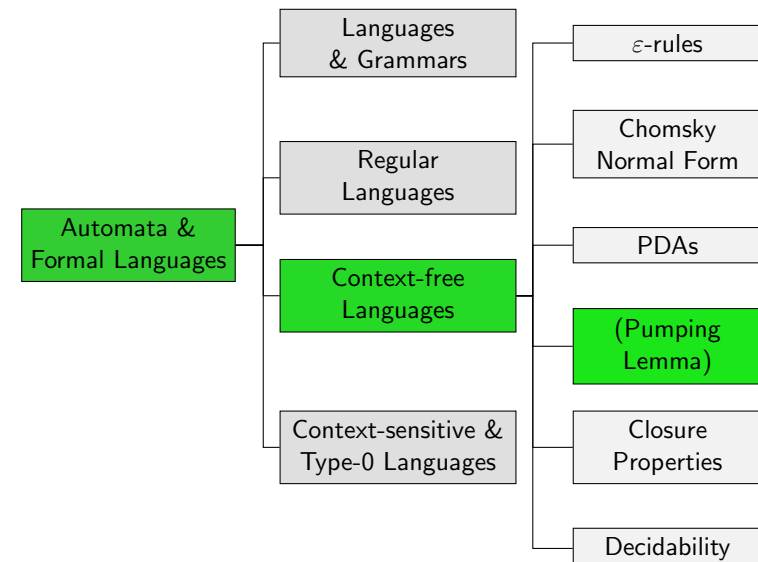 Automata &
Formal Languages
Languages
& Grammars
Regular
Languages
Context-free
Languages
Context-sensitive &
Type-0 Languages
ε-rules
Chomsky
Normal Form
PDAs
(Pumping
Lemma)
Closure
Properties
Decidability